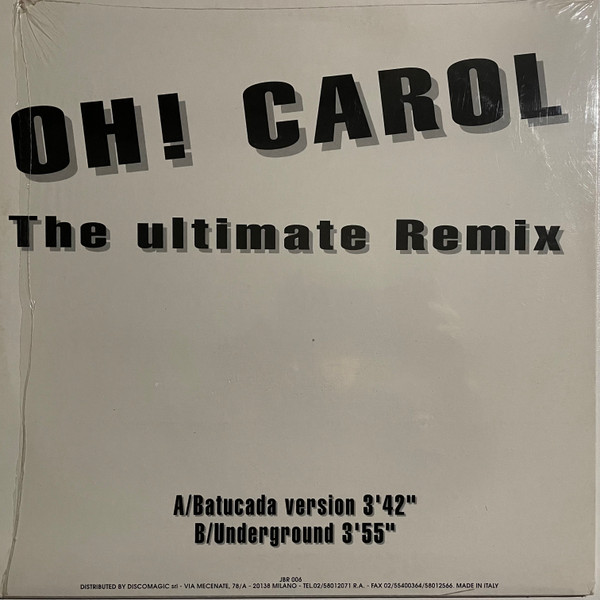 OH! CAROL
The ultimate Remix
A/Batucada version 3'42"
B/Underground 3'55"
JBR 006
DISTRIBUTED BY DISCOMAGIC srl - VIA MECENATE, 78/A - 20138 MILANO - TEL.02/58012071 R.A. - FAX 02/55400364/58012566. MADE IN ITALY